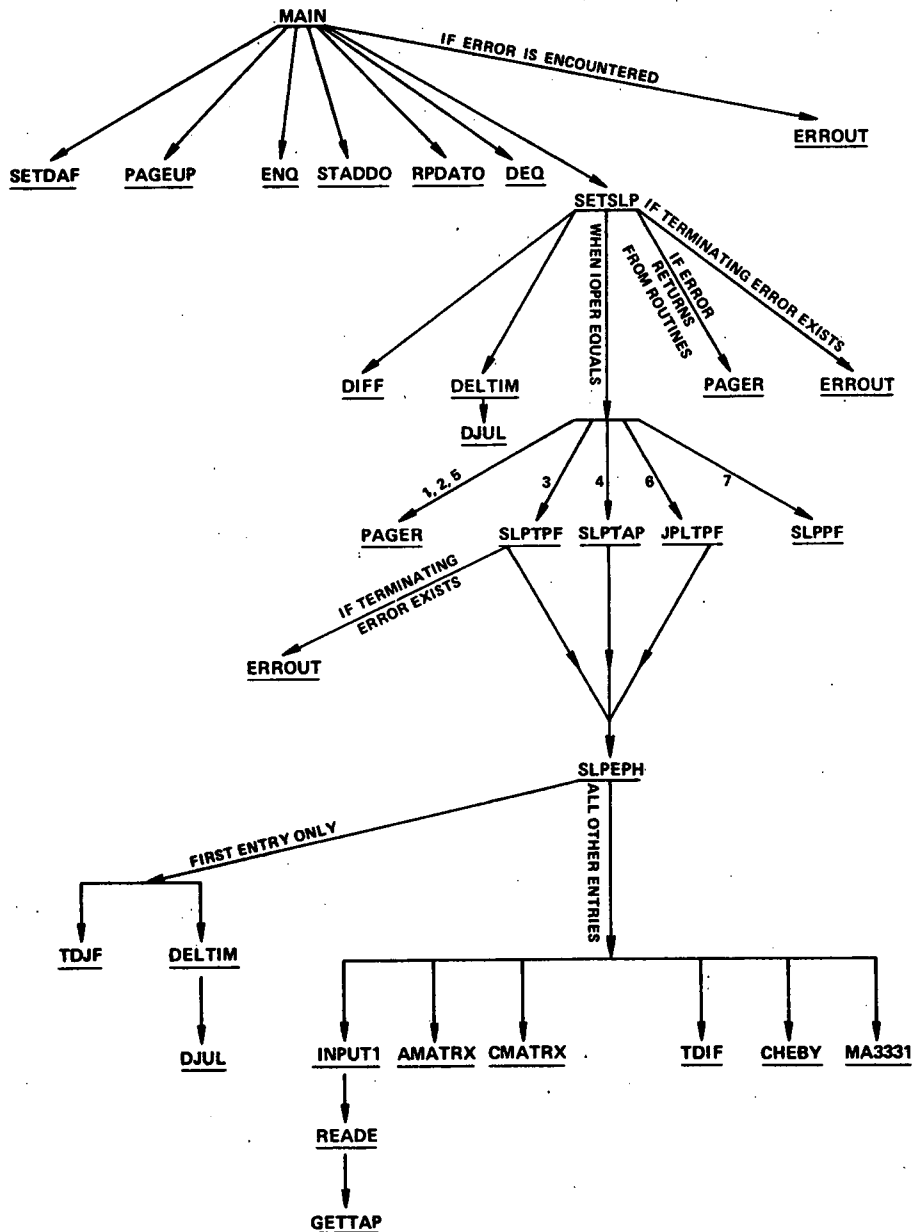 MAIN
IF ERROR IS ENCOUNTERED
ERROUT
SETDAF
PAGEUP
ENQ
STADDO
RPDATO
DEQ
SETSLP
IF TERMINATING ERROR EXISTS
WHEN IOPER EQUALS
IF ERROR
RETURNS
FROM ROUTINES
DIFF
DELTIM
PAGER
ERROUT
DJUL
1, 2, 5
3
4
6
7
PAGER
SLPTPF
SLPTAP
JPLTPF
SLPPF
IF TERMINATING
ERROR EXISTS
ERROUT
SLPEPH
FIRST ENTRY ONLY
ALL OTHER ENTRIES
TDJF
DELTIM
DJUL
INPUT1
AMATRX
CMATRX
TDIF
CHEBY
MA3331
READE
GETTAP